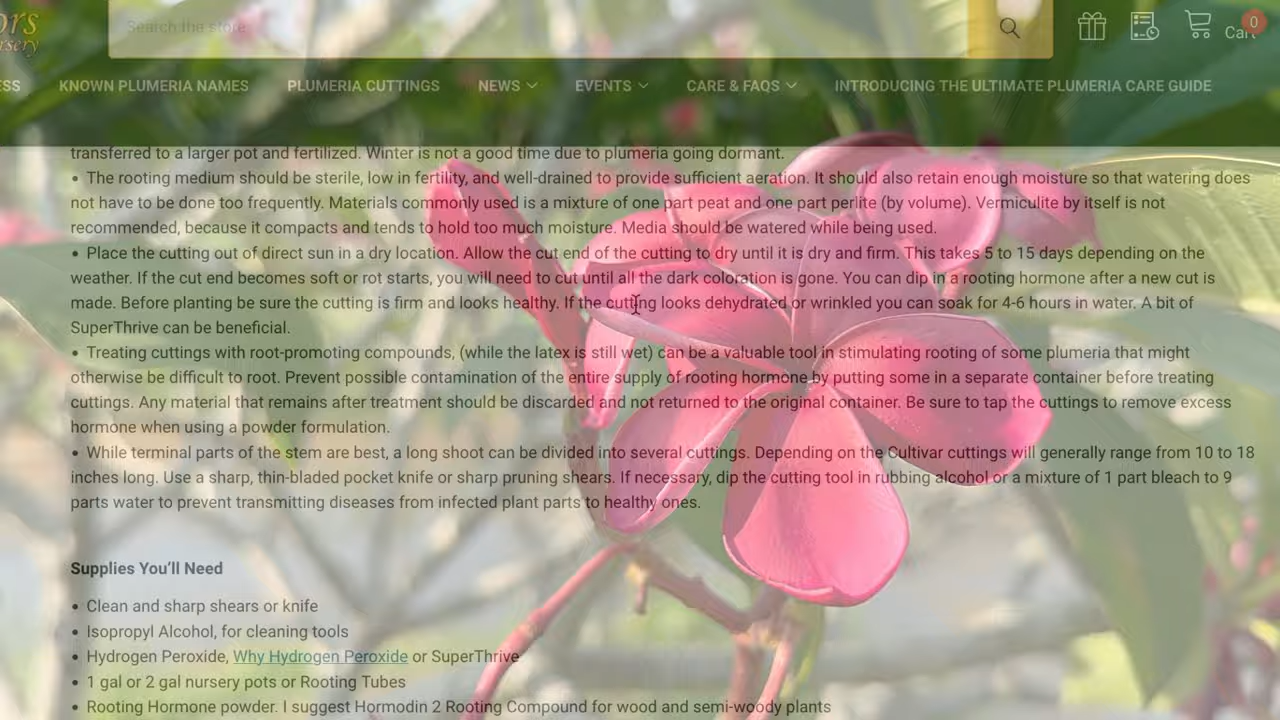 ors
rsery
Search the store
0
Cart
ESS KNOWN PLUMERIA NAMES PLUMERIA CUTTINGS NEWS EVENTS CARE & FAQS INTRODUCING THE ULTIMATE PLUMERIA CARE GUIDE
transferred to a larger pot and fertilized. Winter is not a good time due to plumeria going dormant.
• The rooting medium should be sterile, low in fertility, and well-drained to provide sufficient aeration. It should also retain enough moisture so that watering does
not have to be done too frequently. Materials commonly used is a mixture of one part peat and one part perlite (by volume). Vermiculite by itself is not
recommended, because it compacts and tends to hold too much moisture. Media should be watered while being used.
• Place the cutting out of direct sun in a dry location. Allow the cut end of the cutting to dry until it is dry and firm. This takes 5 to 15 days depending on the
weather. If the cut end becomes soft or rot starts, you will need to cut until all the dark coloration is gone. You can dip in a rooting hormone after a new cut is
made. Before planting be sure the cutting is firm and looks healthy. If the cutting looks dehydrated or wrinkled you can soak for 4-6 hours in water. A bit of
SuperThrive can be beneficial.
• Treating cuttings with root-promoting compounds, (while the latex is still wet) can be a valuable tool in stimulating rooting of some plumeria that might
otherwise be difficult to root. Prevent possible contamination of the entire supply of rooting hormone by putting some in a separate container before treating
cuttings. Any material that remains after treatment should be discarded and not returned to the original container. Be sure to tap the cuttings to remove excess
hormone when using a powder formulation.
• While terminal parts of the stem are best, a long shoot can be divided into several cuttings. Depending on the Cultivar cuttings will generally range from 10 to 18
inches long. Use a sharp, thin-bladed pocket knife or sharp pruning shears. If necessary, dip the cutting tool in rubbing alcohol or a mixture of 1 part bleach to 9
parts water to prevent transmitting diseases from infected plant parts to healthy ones.
Supplies You'll Need
• Clean and sharp shears or knife
• Isopropyl Alcohol, for cleaning tools
• Hydrogen Peroxide, Why Hydrogen Peroxide or SuperThrive
• 1 gal or 2 gal nursery pots or Rooting Tubes
• Rooting Hormone powder. I suggest Hormodin 2 Rooting Compound for wood and semi-woody plants